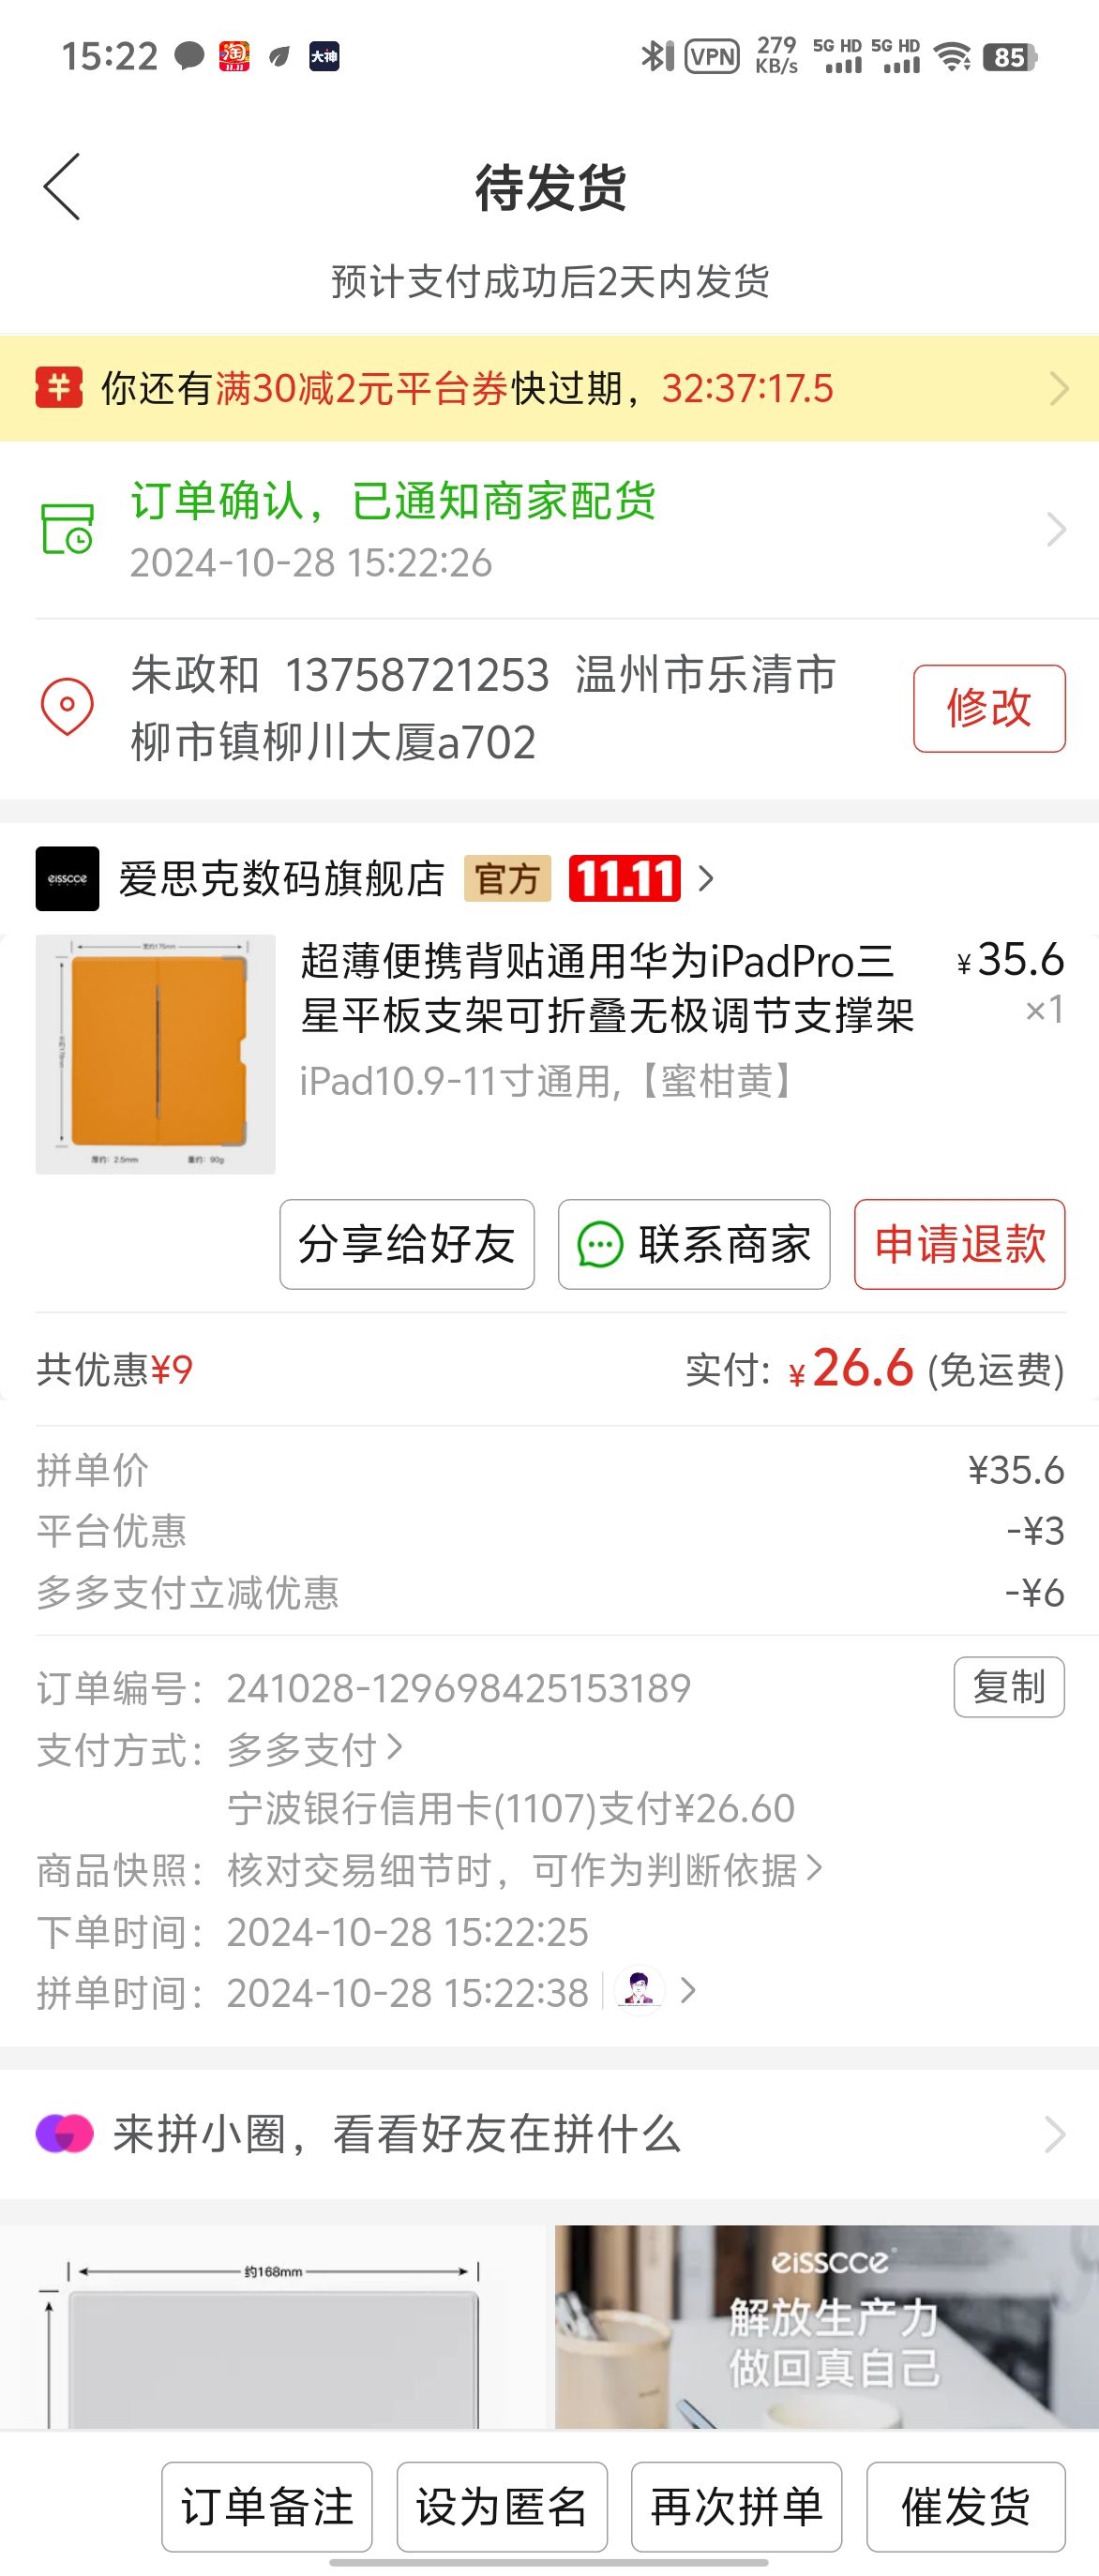 15:22
淘
11.11
大神
VPN
279
KB/s
5G HD 5G HD
85
待发货
预计支付成功后2天内发货
你还有满30减2元平台券快过期，32:37:17.5
订单确认，已通知商家配货
2024-10-28 15:22:26
朱政和 13758721253 温州市乐清市
柳市镇柳川大厦a702
修改
eisscce
爱思克数码旗舰店 官方 11.11
超薄便携背贴通用华为iPadPro三
星平板支架可折叠无极调节支撑架
¥35.6
×1
iPad10.9-11寸通用,【蜜柑黄】
厚约：2.5mm 重约：90g
分享给好友
联系商家
申请退款
共优惠¥9
实付: ¥26.6 (免运费)
拼单价 ¥35.6
平台优惠 -¥3
多多支付立减优惠 -¥6
订单编号：241028-129698425153189
复制
支付方式：多多支付
宁波银行信用卡(1107)支付¥26.60
商品快照：核对交易细节时，可作为判断依据
下单时间：2024-10-28 15:22:25
拼单时间：2024-10-28 15:22:38
来拼小圈，看看好友在拼什么
约168mm
eisscce
解放生产力
做回真自己
订单备注
设为匿名
再次拼单
催发货